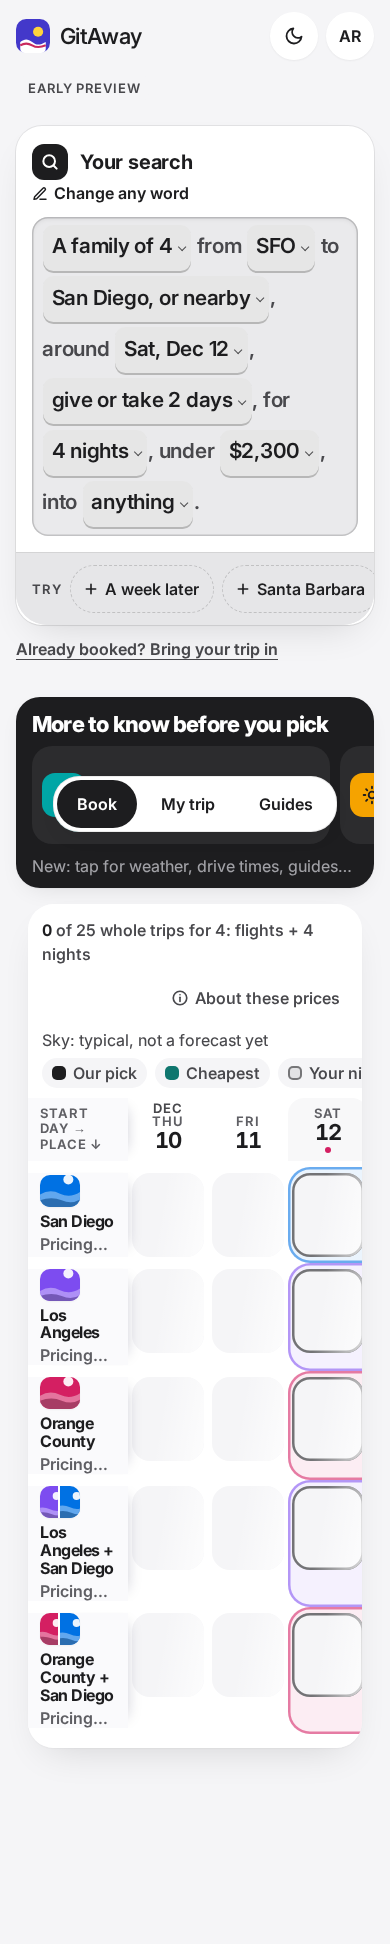 GitAway
AR
EARLY PREVIEW
Your search
Change any word
A family of 4 from SFO to
San Diego, or nearby ,
around Sat, Dec 12 ,
give or take 2 days , for
4 nights , under $2,300 ,
into anything .
TRY + A week later + Santa Barbara
Already booked? Bring your trip in
More to know before you pick
Book My trip Guides
New: tap for weather, drive times, guides…
0 of 25 whole trips for 4: flights + 4
nights
About these prices
Sky: typical, not a forecast yet
Our pick Cheapest Your ni
START
DAY →
PLACE ↓
DEC
THU
10
FRI
11
SAT
12
San Diego
Pricing…
Los
Angeles
Pricing…
Orange
County
Pricing…
Los
Angeles +
San Diego
Pricing…
Orange
County +
San Diego
Pricing…